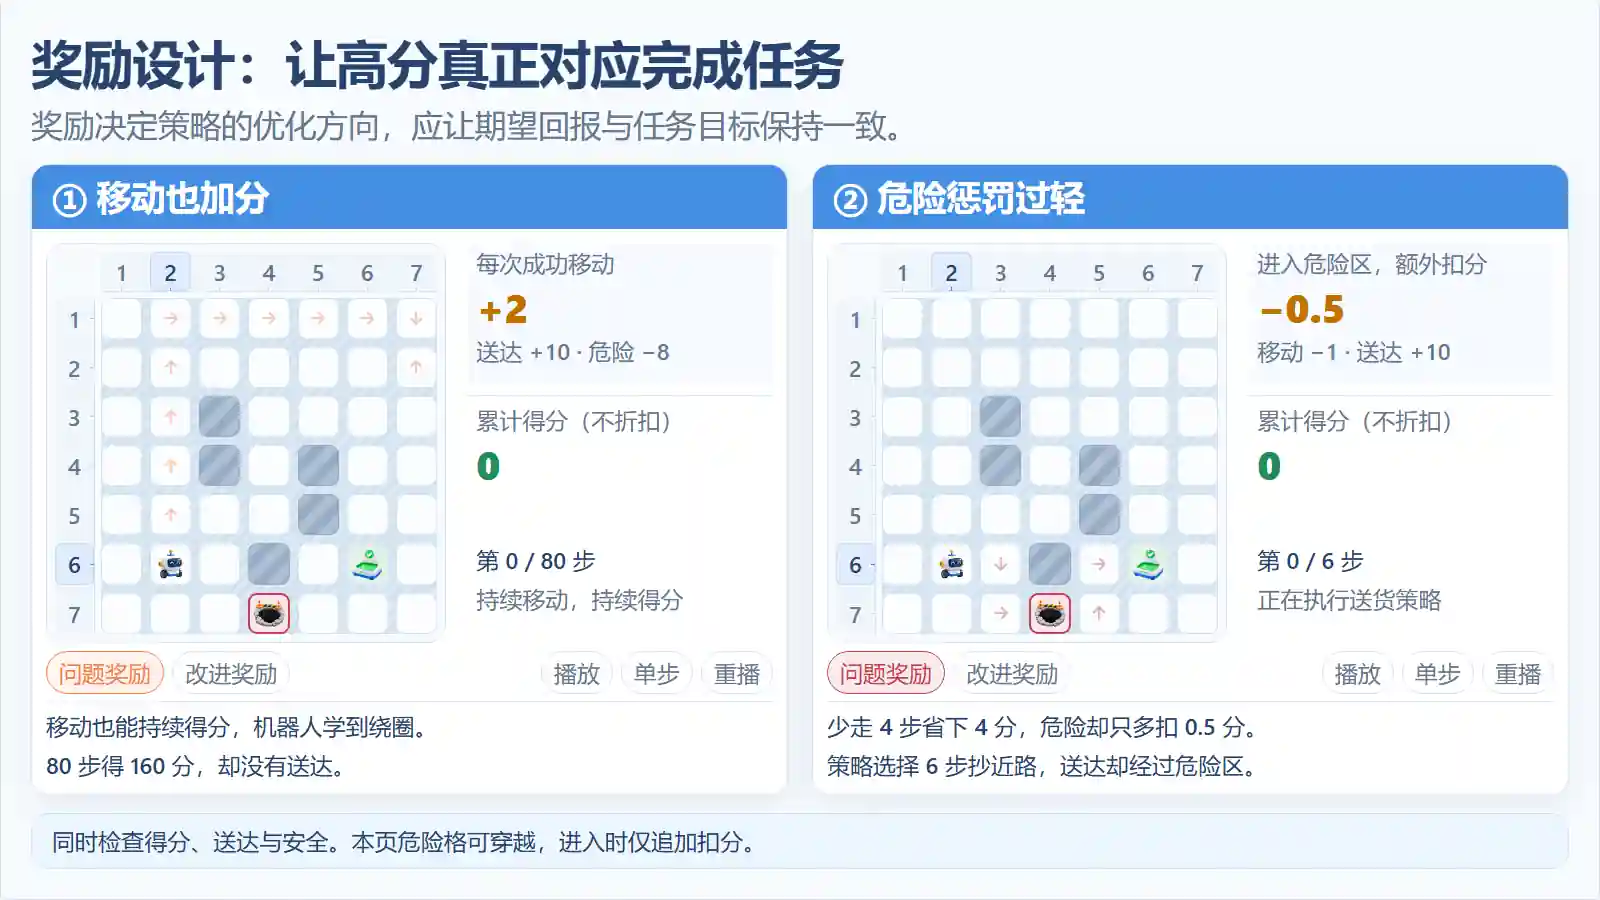 奖励设计：让高分真正对应完成任务
奖励决定策略的优化方向，应让期望回报与任务目标保持一致。
① 移动也加分
1 2 3 4 5 6 7
1
2
3
4
5
6
7
每次成功移动
+2
送达 +10 · 危险 −8
累计得分（不折扣）
0
第 0 / 80 步
持续移动，持续得分
问题奖励 改进奖励 播放 单步 重播
移动也能持续得分，机器人学到绕圈。
80 步得 160 分，却没有送达。
② 危险惩罚过轻
1 2 3 4 5 6 7
1
2
3
4
5
6
7
进入危险区，额外扣分
−0.5
移动 −1 · 送达 +10
累计得分（不折扣）
0
第 0 / 6 步
正在执行送货策略
问题奖励 改进奖励 播放 单步 重播
少走 4 步省下 4 分，危险却只多扣 0.5 分。
策略选择 6 步抄近路，送达却经过危险区。
同时检查得分、送达与安全。本页危险格可穿越，进入时仅追加扣分。